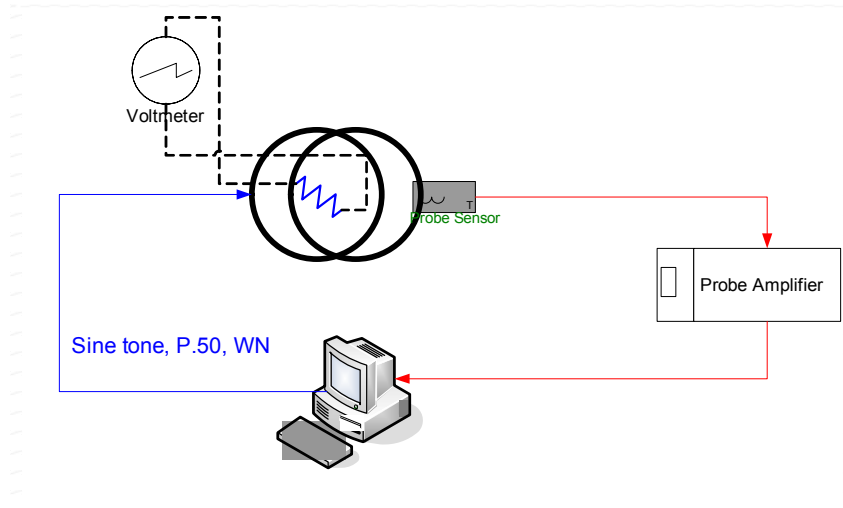 Voltmeter
T
Probe Sensor
Probe Amplifier
Sine tone, P.50, WN